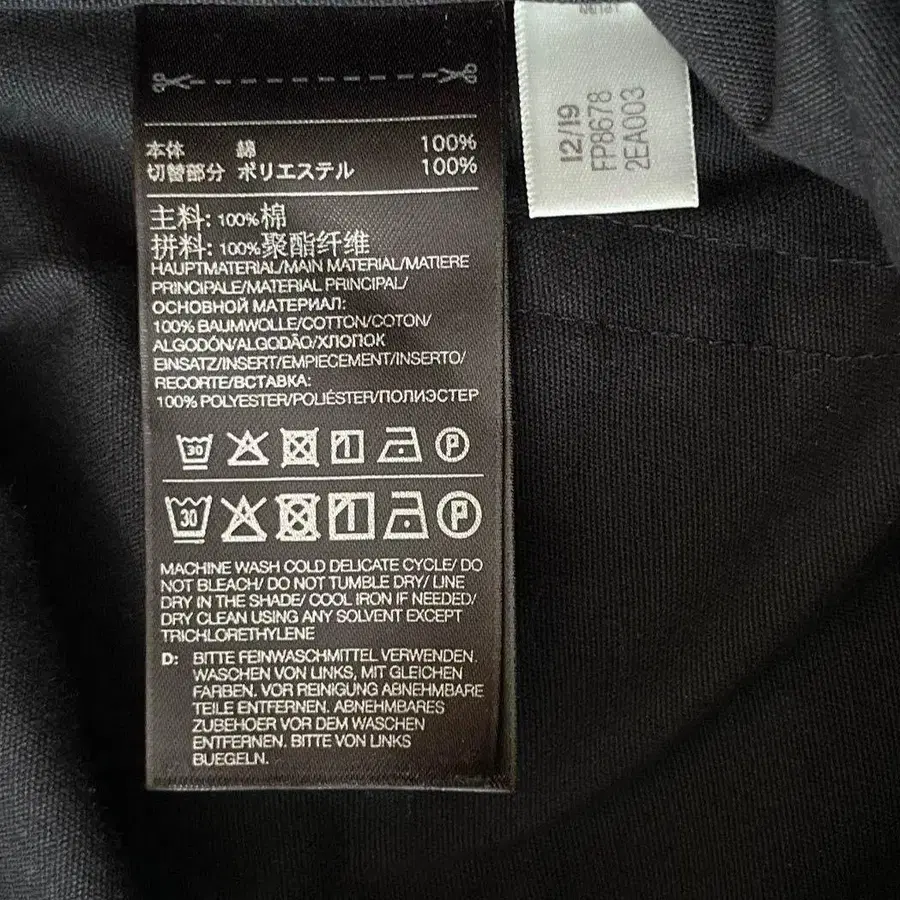 本体 綿 100%
切替部分 ポリエステル 100%
主料: 100%棉
拼料: 100%聚酯纤维
HAUPTMATERIAL/MAIN MATERIAL/MATIERE
PRINCIPALE/MATERIAL PRINCIPAL/
ОСНОВНОЙ МАТЕРИАЛ:
100% BAUMWOLLE/COTTON/COTON/
ALGODÓN/ALGODÃO/ХЛОПОК
EINSATZ/INSERT/EMPIECEMENT/INSERTO/
RECORTE/ВСТАВКА:
100% POLYESTER/POLIÉSTER/ПОЛИЭСТЕР
30 P
30 P
MACHINE WASH COLD DELICATE CYCLE/ DO
NOT BLEACH/ DO NOT TUMBLE DRY/ LINE
DRY IN THE SHADE/ COOL IRON IF NEEDED/
DRY CLEAN USING ANY SOLVENT EXCEPT
TRICHLORETHYLENE
D: BITTE FEINWASCHMITTEL VERWENDEN.
WASCHEN VON LINKS, MIT GLEICHEN
FARBEN. VOR REINIGUNG ABNEHMBARE
TEILE ENTFERNEN. ABNEHMBARES
ZUBEHOER VOR DEM WASCHEN
ENTFERNEN. BITTE VON LINKS
BUEGELN.
12/19
FP8678
2EA003